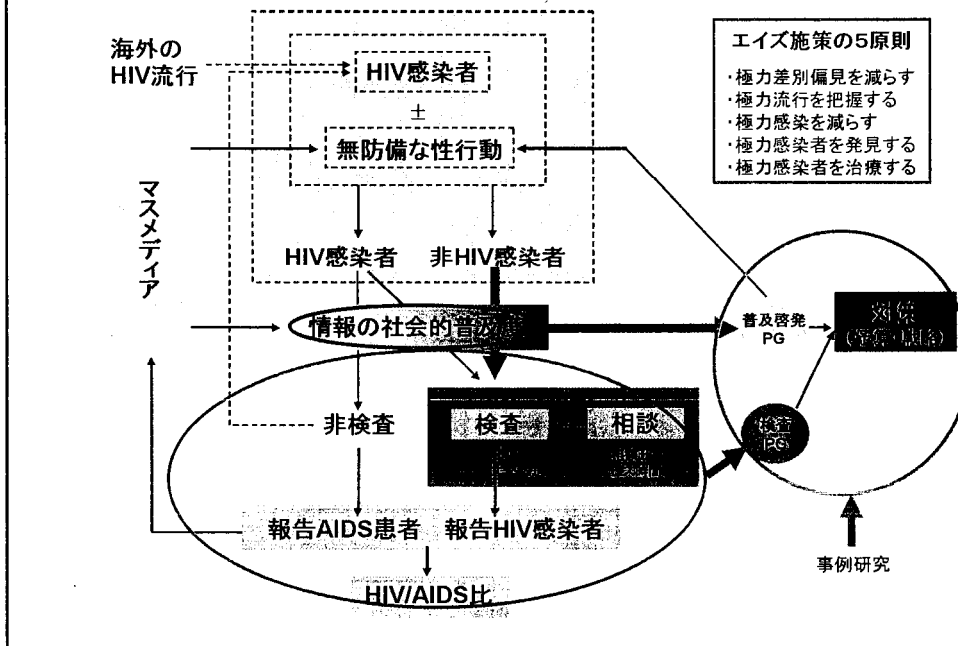 海外の
HIV流行
HIV感染者
±
無防備な性行動
エイズ施策の5原則
・極力差別偏見を減らす
・極力流行を把握する
・極力感染を減らす
・極力感染者を発見する
・極力感染者を治療する
マスメディア
HIV感染者
非HIV感染者
情報の社会的普及
普及啓発
PG
対策
非検査
検査
相談
検査
PG
報告AIDS患者
報告HIV感染者
HIV/AIDS比
事例研究